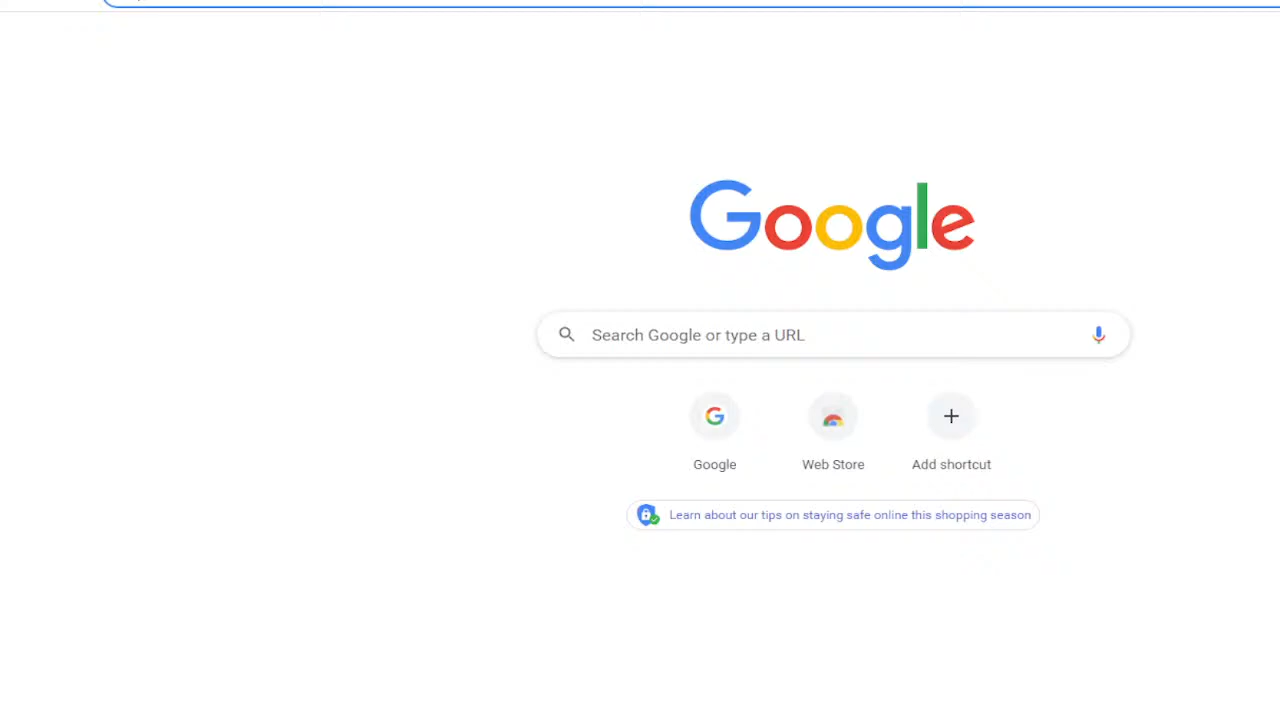 Google
Search Google or type a URL
Google
Web Store
Add shortcut
Learn about our tips on staying safe online this shopping season